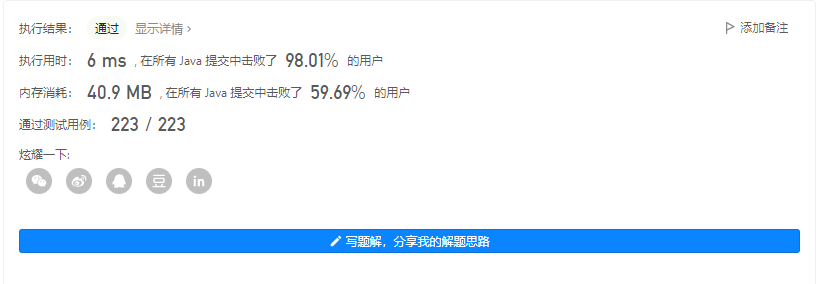 执行结果： 通过 显示详情 › 添加备注
执行用时： 6 ms , 在所有 Java 提交中击败了 98.01% 的用户
内存消耗： 40.9 MB , 在所有 Java 提交中击败了 59.69% 的用户
通过测试用例： 223 / 223
炫耀一下:
豆 in
写题解，分享我的解题思路